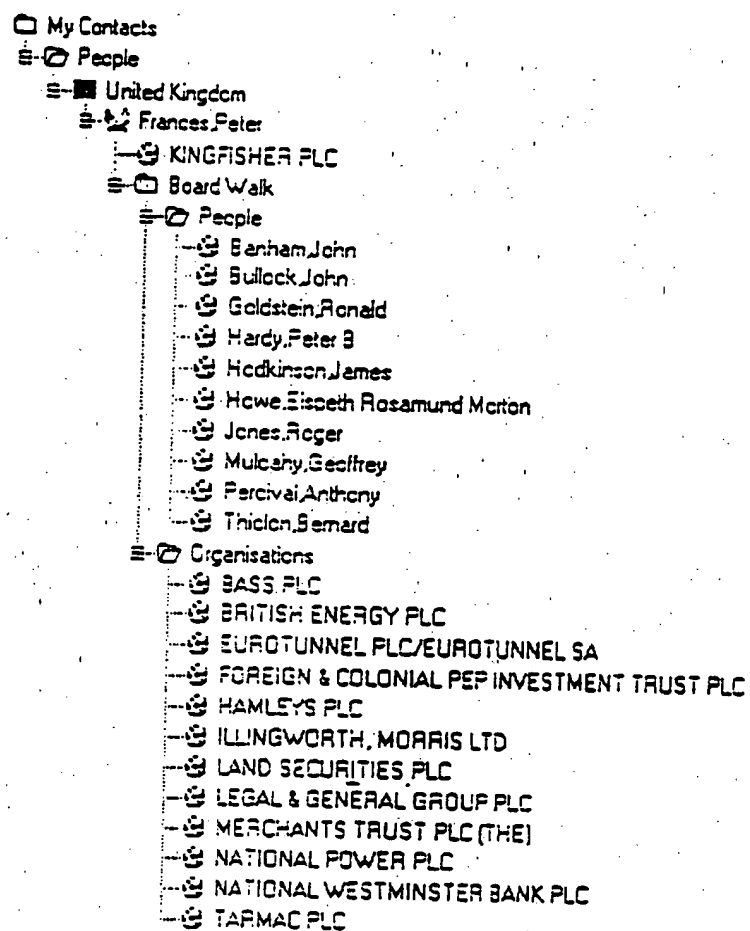 My Contacts
People
United Kingdom
Frances,Peter
KINGFISHER PLC
Board Walk
People
Banham,John
Bullock,John
Goldstein,Ronald
Hardy,Peter B
Hodkinson,James
Howe,Elspeth Rosamund Morton
Jones,Roger
Mulcahy,Geoffrey
Percival,Anthony
Thiolon,Bernard
Organisations
BASS PLC
BRITISH ENERGY PLC
EUROTUNNEL PLC/EUROTUNNEL SA
FOREIGN & COLONIAL PEP INVESTMENT TRUST PLC
HAMLEYS PLC
ILLINGWORTH, MORRIS LTD
LAND SECURITIES PLC
LEGAL & GENERAL GROUP PLC
MERCHANTS TRUST PLC (THE)
NATIONAL POWER PLC
NATIONAL WESTMINSTER BANK PLC
TARMAC PLC